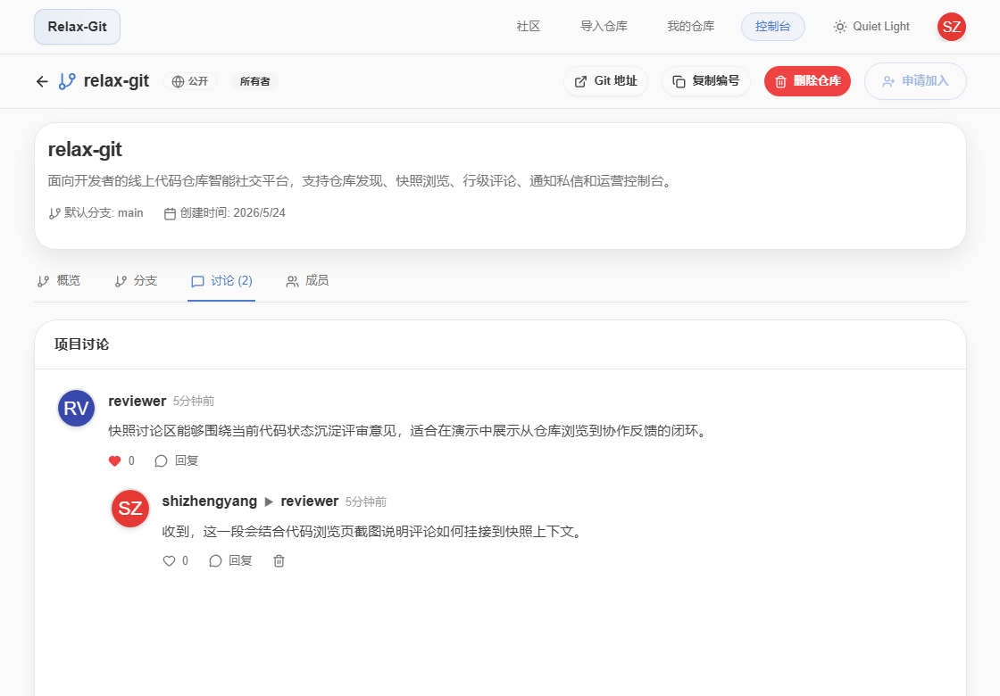 Relax-Git
社区
导入仓库
我的仓库
控制台
Quiet Light
SZ
relax-git
公开
所有者
Git 地址
复制编号
删除仓库
申请加入
relax-git
面向开发者的线上代码仓库智能社交平台，支持仓库发现、快照浏览、行级评论、通知私信和运营控制台。
默认分支: main
创建时间: 2026/5/24
概览
分支
讨论 (2)
成员
项目讨论
RV
reviewer 5分钟前
快照讨论区能够围绕当前代码状态沉淀评审意见，适合在演示中展示从仓库浏览到协作反馈的闭环。
0
回复
SZ
shizhengyang ▶ reviewer 5分钟前
收到，这一段会结合代码浏览页截图说明评论如何挂接到快照上下文。
0
回复